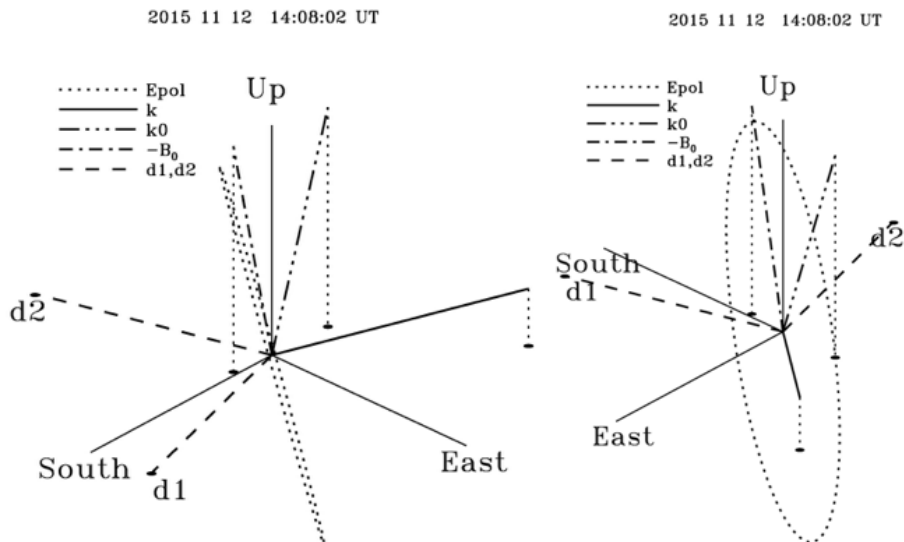 2015 11 12 14:08:02 UT
Epol
k
k0
-B₀
d1,d2
Up
d2
South
d1
East
2015 11 12 14:08:02 UT
Epol
k
k0
-B₀
d1,d2
Up
South
d1
d2
East